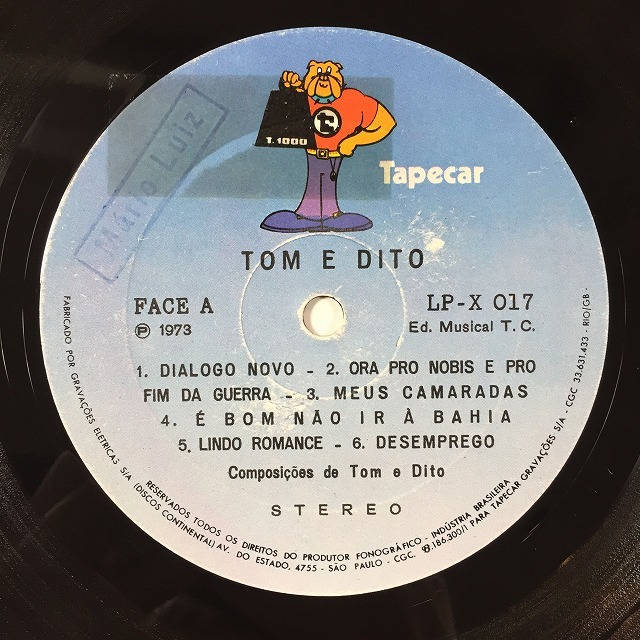 T.1000
Tapecar
Mário Luiz
TOM E DITO
FACE A
LP-X 017
℗ 1973
Ed. Musical T. C.
1. DIALOGO NOVO - 2. ORA PRO NOBIS E PRO
FIM DA GUERRA - 3. MEUS CAMARADAS
4. É BOM NÃO IR À BAHIA
5. LINDO ROMANCE - 6. DESEMPREGO
Composições de Tom e Dito
STEREO
FABRICADO POR GRAVAÇÕES ELETRICAS S/A (DISCOS CONTINENTAL) AV. DO ESTADO, 4755 - SÃO PAULO - CGC. 61.186.300/1 PARA TAPECAR GRAVAÇÕES S/A - CGC 33.631.433 - RIO/GB -
RESERVADOS TODOS OS DIREITOS DO PRODUTOR FONOGRÁFICO - INDÚSTRIA BRASILEIRA